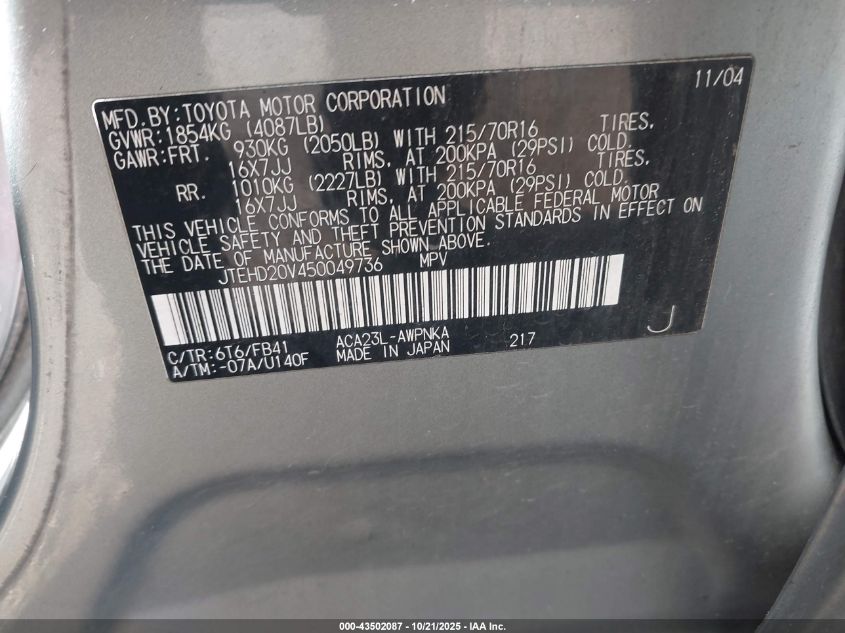 11/04
MFD.BY:TOYOTA MOTOR CORPORATION
GVWR:1854KG (4087LB)
GAWR:FRT. 930KG (2050LB) WITH 215/70R16 TIRES,
16X7JJ RIMS, AT 200KPA (29PSI) COLD.
RR. 1010KG (2227LB) WITH 215/70R16 TIRES,
16X7JJ RIMS, AT 200KPA (29PSI) COLD.
THIS VEHICLE CONFORMS TO ALL APPLICABLE FEDERAL MOTOR
VEHICLE SAFETY AND THEFT PREVENTION STANDARDS IN EFFECT ON
THE DATE OF MANUFACTURE SHOWN ABOVE.
JTEHD20V450049736 MPV
C/TR:6T6/FB41 ACA23L-AWPNKA 217 J
A/TM:-07A/U140F MADE IN JAPAN
000-43502087 - 10/21/2025 - IAA Inc.